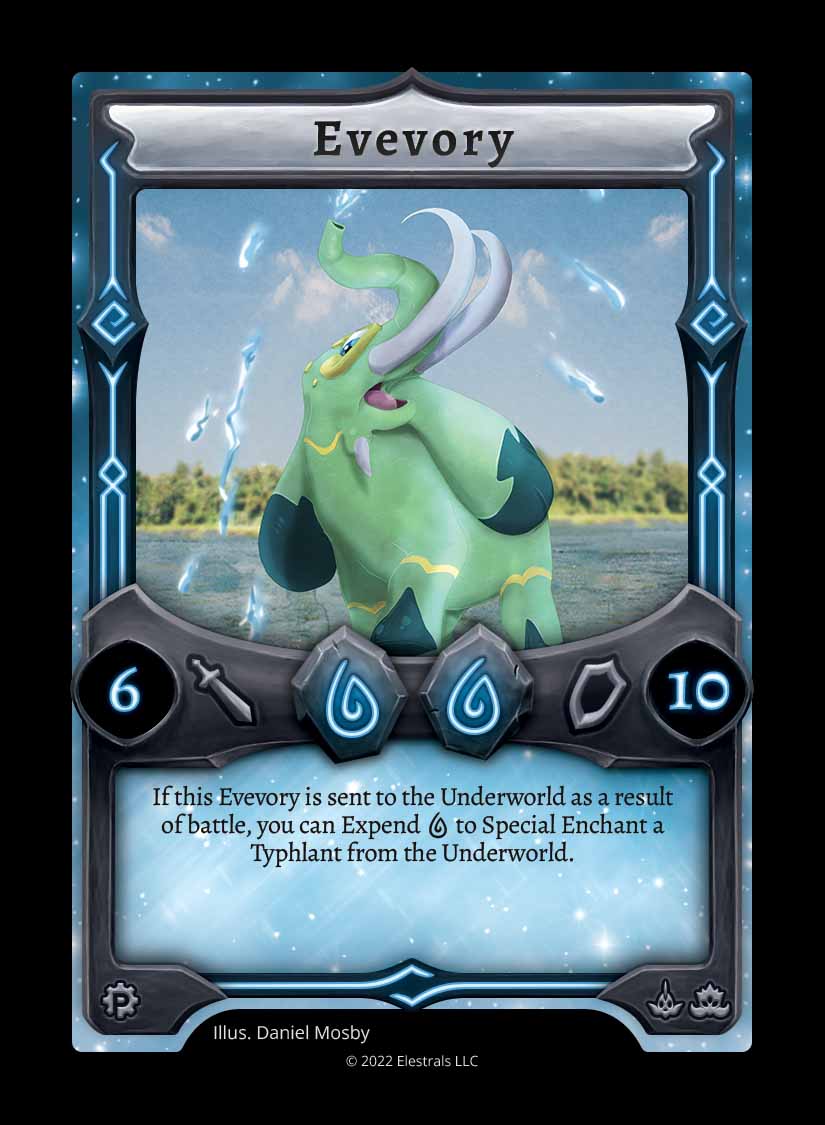 Evevory
6
10
If this Evevory is sent to the Underworld as a result
of battle, you can Expend to Special Enchant a
Typhlant from the Underworld.
P
Illus. Daniel Mosby
© 2022 Elestrals LLC